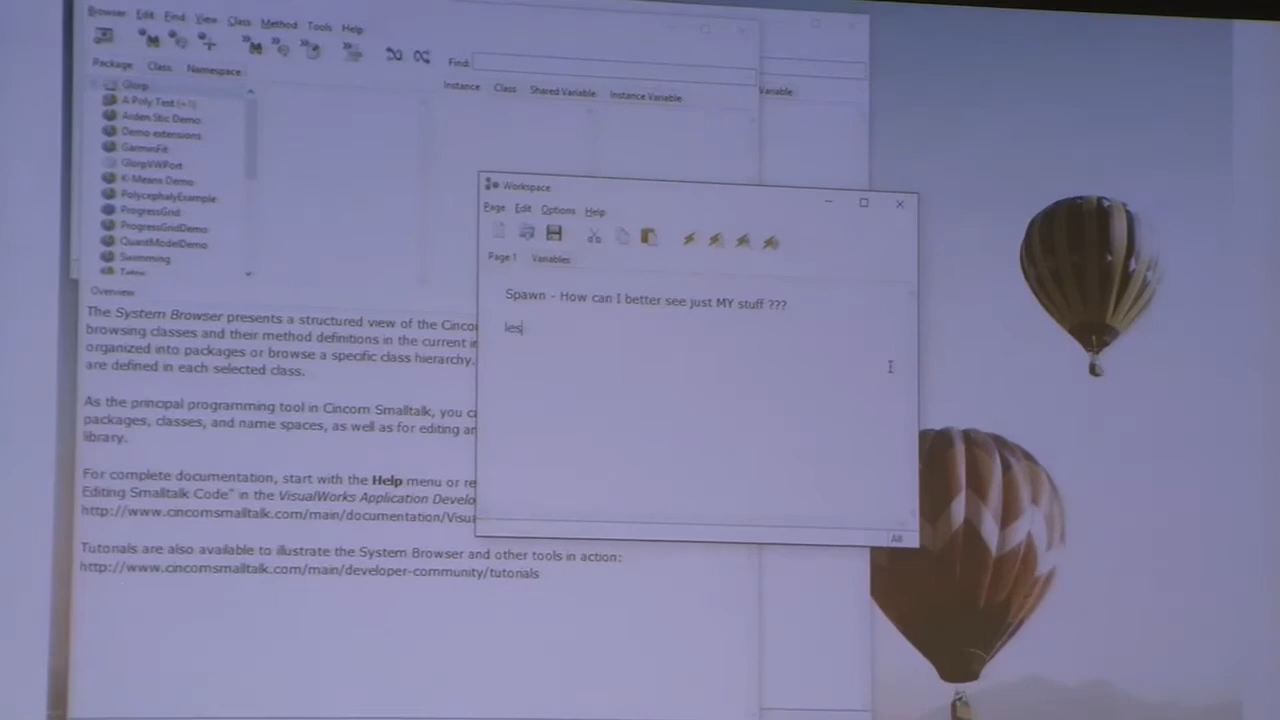 Browser Edit Find View Class Method Tools Help
Find:
Package Class Namespace
Instance Class Shared Variable Instance Variable
Variable
Glorp
A Poly Test (+1)
Aiden Stic Demo
Demo extensions
GarminFit
GlorpVWPort
K-Means Demo
PolycephalyExample
ProgressGrid
ProgressGridDemo
QuantModelDemo
Swimming
Overview
The System Browser presents a structured view of the Cinco
browsing classes and their method definitions in the current i
organized into packages or browse a specific class hierarchy.
are defined in each selected class.
As the principal programming tool in Cincom Smalltalk, you c
packages, classes, and name spaces, as well as for editing a
library.
For complete documentation, start with the Help menu or re
Editing Smalltalk Code" in the VisualWorks Application Develo
http://www.cincomsmalltalk.com/main/documentation/Visu
Tutorials are also available to illustrate the System Browser and other tools in action:
http://www.cincomsmalltalk.com/main/developer-community/tutorials
Workspace
Page Edit Options Help
Page 1 Variables
Spawn - How can I better see just MY stuff ???
les
All